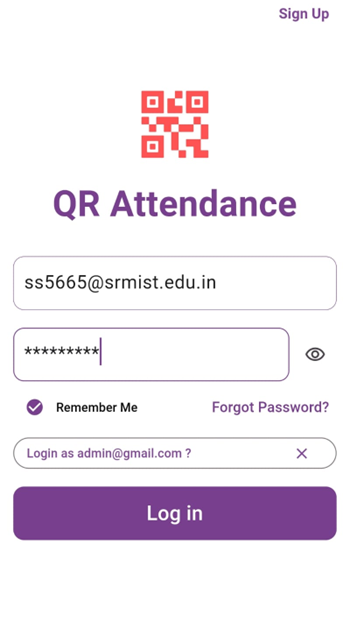 Sign Up
QR Attendance
ss5665@srmist.edu.in
*********
Remember Me
Forgot Password?
Login as admin@gmail.com ?
Log in